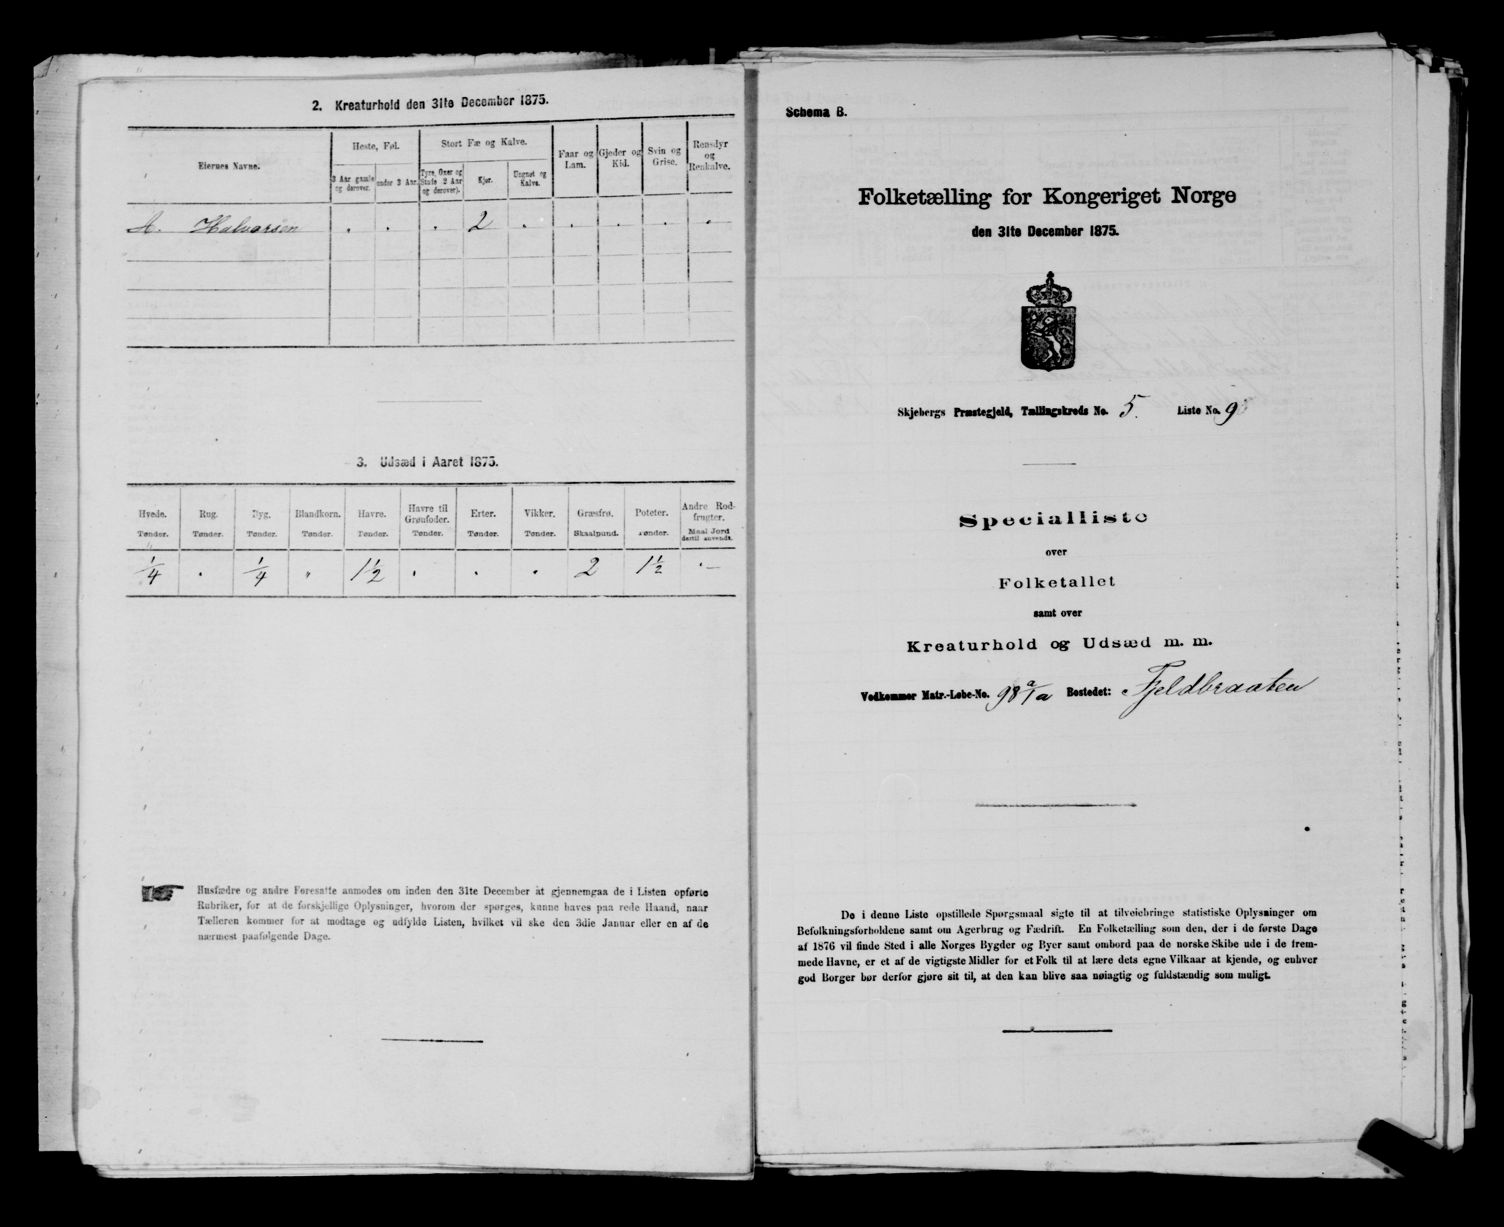 2. Kreaturhold den 31te December 1875.
Eiernes Navne.
Heste, Føl.
Stort Fæ og Kalve.
Faar og Lam.
Gjeder og Kid.
Svin og Grise.
Rensdyr og Renkalve.
3 Aar gamle og derover.
under 3 Aar.
Tyre, Oxer og Stude 2 Aar og derover).
Kjør.
Ungnøt og Kalve.
A. Halvorsen . . . 2 . . . . .
3. Udsæd i Aaret 1875.
Hvede. Rug. Byg. Blandkorn. Havre. Havre til Grønfoder. Erter. Vikker. Græsfrø. Poteter. Andre Rodfrugter.
Tønder. Tønder. Tønder. Tønder. Tønder. Tønder. Tønder. Tønder. Skaalpund. Tønder. Maal Jord dertil anvendt.
1/4 . 1/4 " 1 1/2 . . . 2 1 1/2 . —
Husfædre og andre Foresatte anmodes om inden den 31te December at gjennemgaa de i Listen opførte
Rubriker, for at de forskjellige Oplysninger, hvorom der spørges, kunne haves paa rede Haand, naar
Tælleren kommer for at modtage og udfylde Listen, hvilket vil ske den 3die Januar eller en af de
nærmest paafølgende Dage.
Schema B.
Folketælling for Kongeriget Norge
den 31te December 1875.
Skjebergs Præstegjeld, Tællingskreds No. 5. Liste No. 9
Specialliste
over
Folketallet
samt over
Kreaturhold og Udsæd m. m.
Vedkommer Matr.-Løbe-No. 98 a/1a Bostedet: Fjeldbraaten
De i denne Liste opstillede Spørgsmaal sigte til at tilveiebringe statistiske Oplysninger om
Befolkningsforholdene samt om Agerbrug og Fædrift. En Folketælling som den, der i de første Dage
af 1876 vil finde Sted i alle Norges Bygder og Byer samt ombord paa de norske Skibe ude i de frem-
mede Havne, er et af de vigtigste Midler for et Folk til at lære dets egne Vilkaar at kjende, og enhver
god Borger bør derfor gjøre sit til, at den kan blive saa nøiagtig og fuldstændig som muligt.